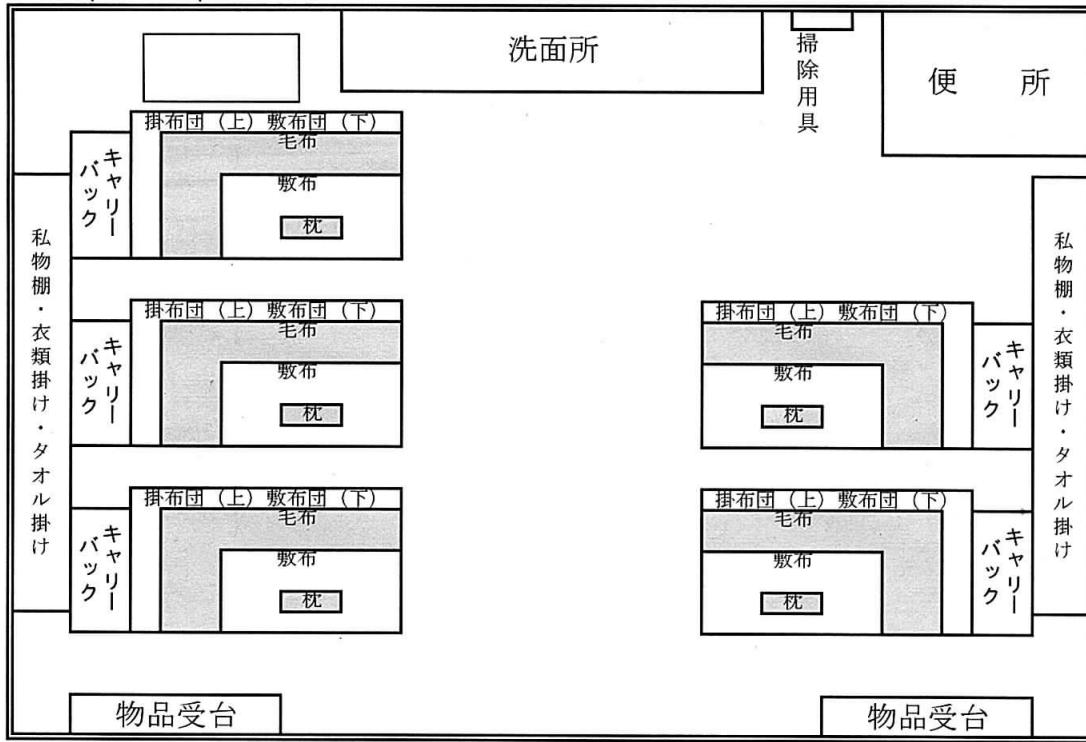 洗面所
掃除用具
便　所
掛布団（上）敷布団（下）
毛布
敷布
枕
キャリー
バック
私物棚・衣類掛け・タオル掛け
掛布団（上）敷布団（下）
毛布
敷布
枕
キャリー
バック
掛布団（上）敷布団（下）
毛布
敷布
枕
キャリー
バック
掛布団（上）敷布団（下）
毛布
敷布
枕
キャリー
バック
私物棚・衣類掛け・タオル掛け
掛布団（上）敷布団（下）
毛布
敷布
枕
キャリー
バック
物品受台
物品受台